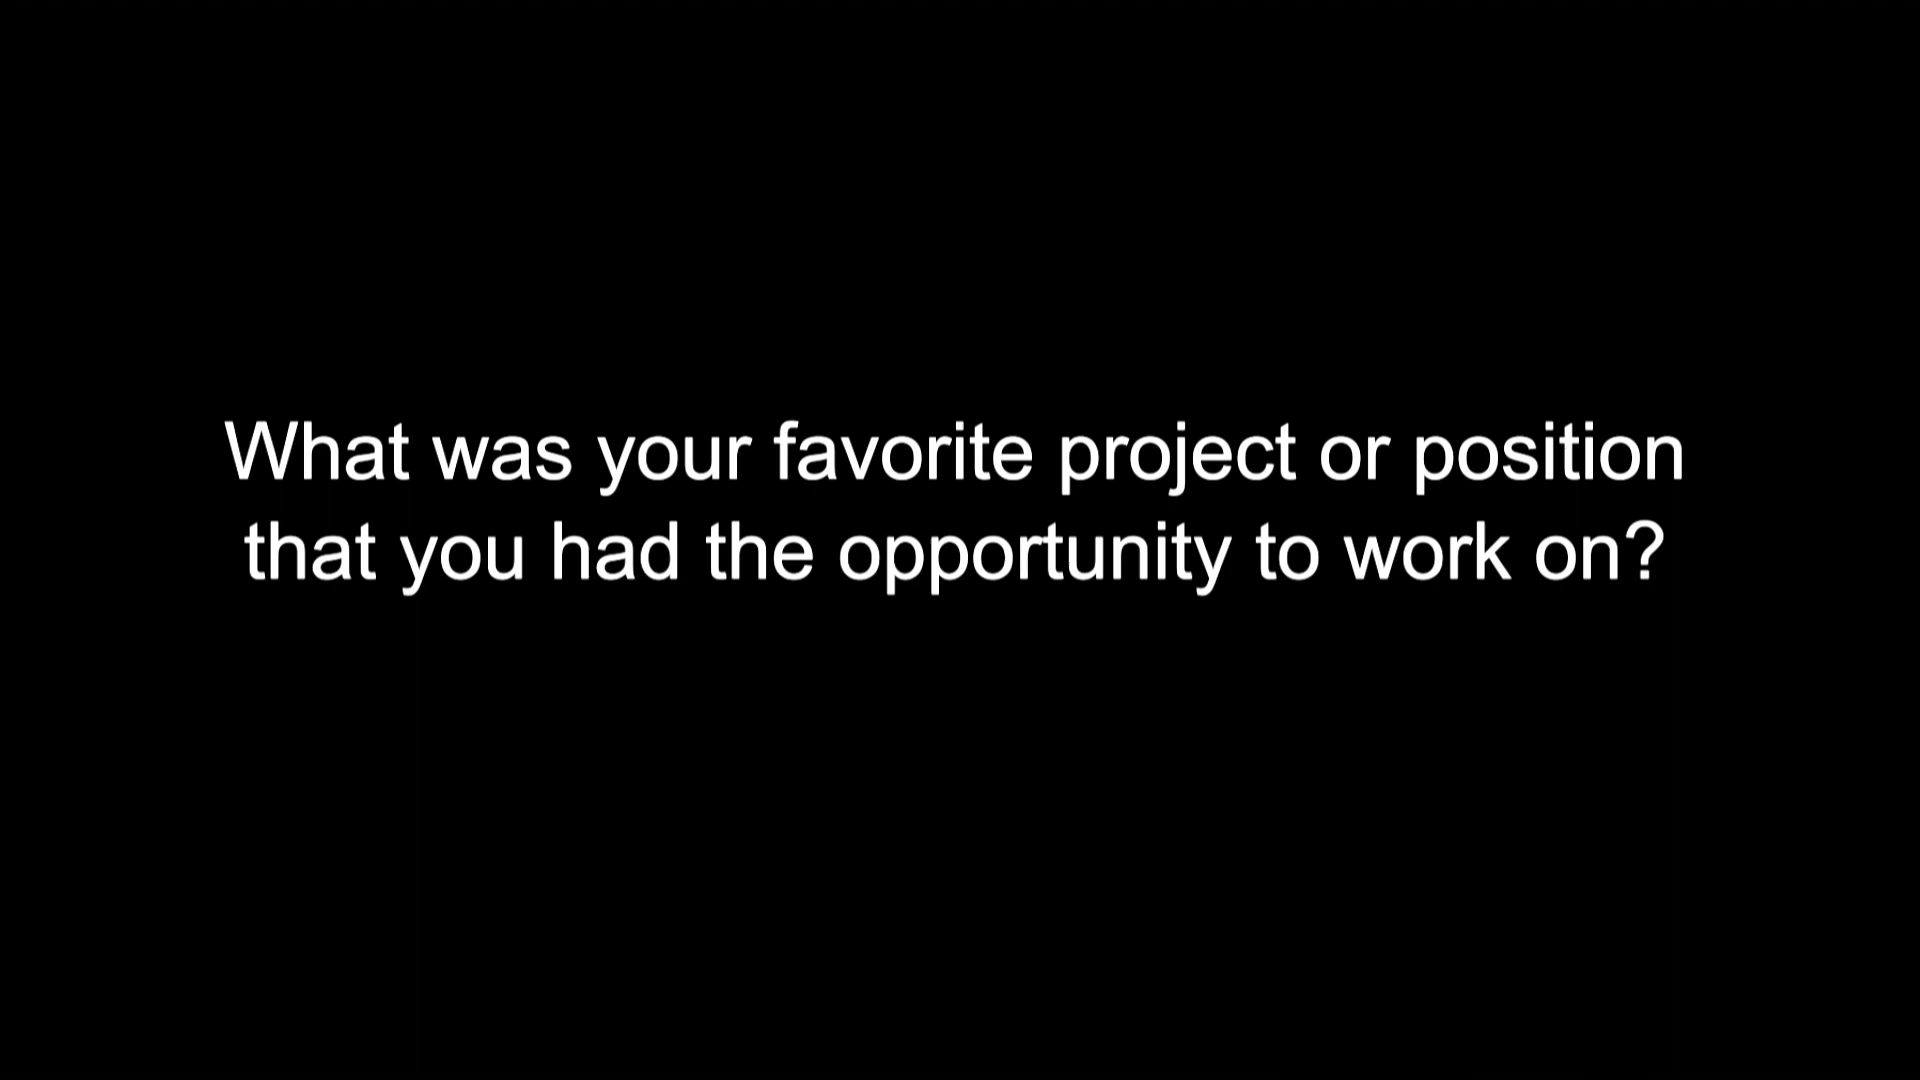 What was your favorite project or position
that you had the opportunity to work on?